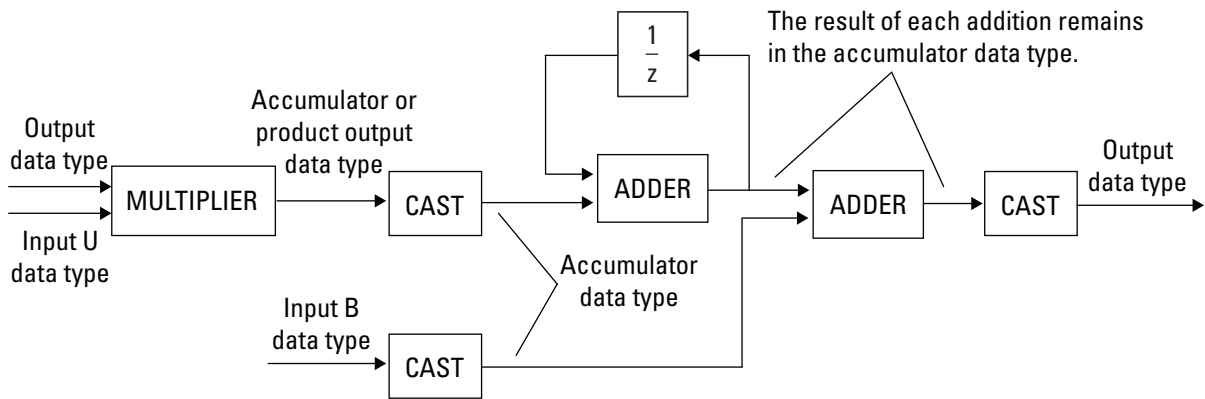 The result of each addition remains
in the accumulator data type.
1
z
Accumulator or
product output
data type
Output
data type
MULTIPLIER
Input U
data type
CAST
ADDER
ADDER
CAST
Output
data type
Accumulator
data type
Input B
data type
CAST